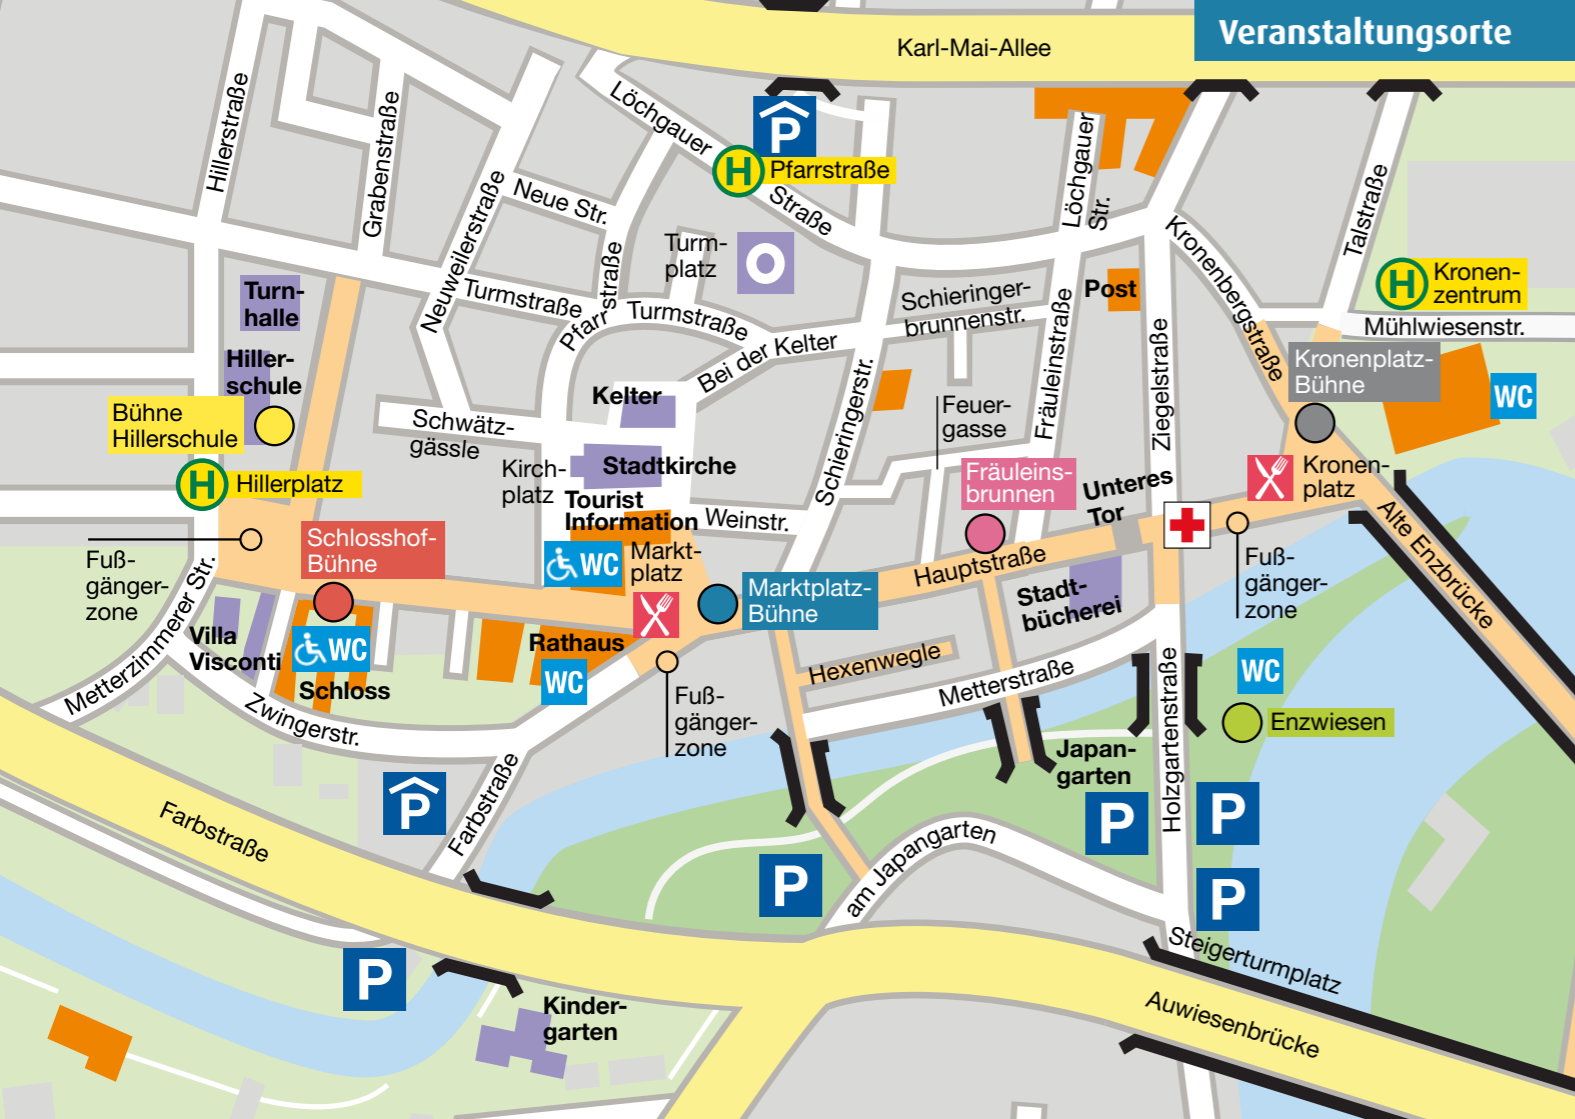 Veranstaltungsorte
Karl-Mai-Allee
Hillerstraße
Grabenstraße
Löchgauer
Straße
P
H Pfarrstraße
Neuweilerstraße
Neue Str.
Pfarrstraße
Turm-
platz
Löchgauer
Str.
Kronenbergstraße
Talstraße
H Kronen-
zentrum
Mühlwiesenstr.
Turn-
halle
Turmstraße
Turmstraße
Schieringer-
brunnenstr.
Post
Fräuleinstraße
Ziegelstraße
Hiller-
schule
Bei der Kelter
Schieringerstr.
Kronenplatz-
Bühne
WC
Bühne
Hillerschule
Kelter
Schwätz-
gässle
Feuer-
gasse
H Hillerplatz
Kirch-
platz
Stadtkirche
Fräuleins-
brunnen
Unteres
Tor
Kronen-
platz
Tourist
Information
Weinstr.
Alte Enzbrücke
Fuß-
gänger-
zone
Schlosshof-
Bühne
WC
Markt-
platz
Marktplatz-
Bühne
Hauptstraße
Fuß-
gänger-
zone
Stadt-
bücherei
Metterzimmerer Str.
Villa
Visconti
WC
Schloss
Rathaus
WC
Hexenwegle
Metterstraße
Holzgartenstraße
WC
Enzwiesen
Zwingerstr.
Fuß-
gänger-
zone
Japan-
garten
P
Farbstraße
Farbstraße
P
P
P
P
am Japangarten
Steigerturmplatz
P
Auwiesenbrücke
Kinder-
garten